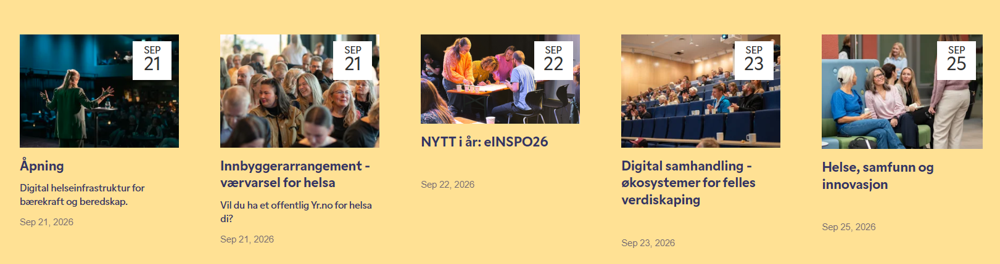 SEP
21
Åpning
Digital helseinfrastruktur for
bærekraft og beredskap.
Sep 21, 2026
SEP
21
Innbyggerarrangement -
værvarsel for helsa
Vil du ha et offentlig Yr.no for helsa
di?
Sep 21, 2026
SEP
22
NYTT i år: eINSPO26
Sep 22, 2026
SEP
23
Digital samhandling -
økosystemer for felles
verdiskaping
Sep 23, 2026
SEP
25
Helse, samfunn og
innovasjon
Sep 25, 2026